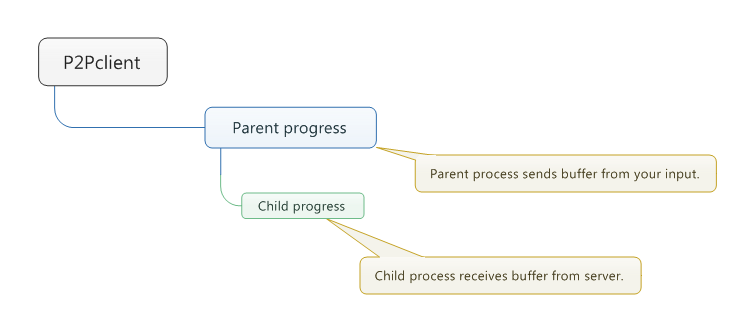 P2Pclient
Parent progress
Parent process sends buffer from your input.
Child progress
Child process receives buffer from server.